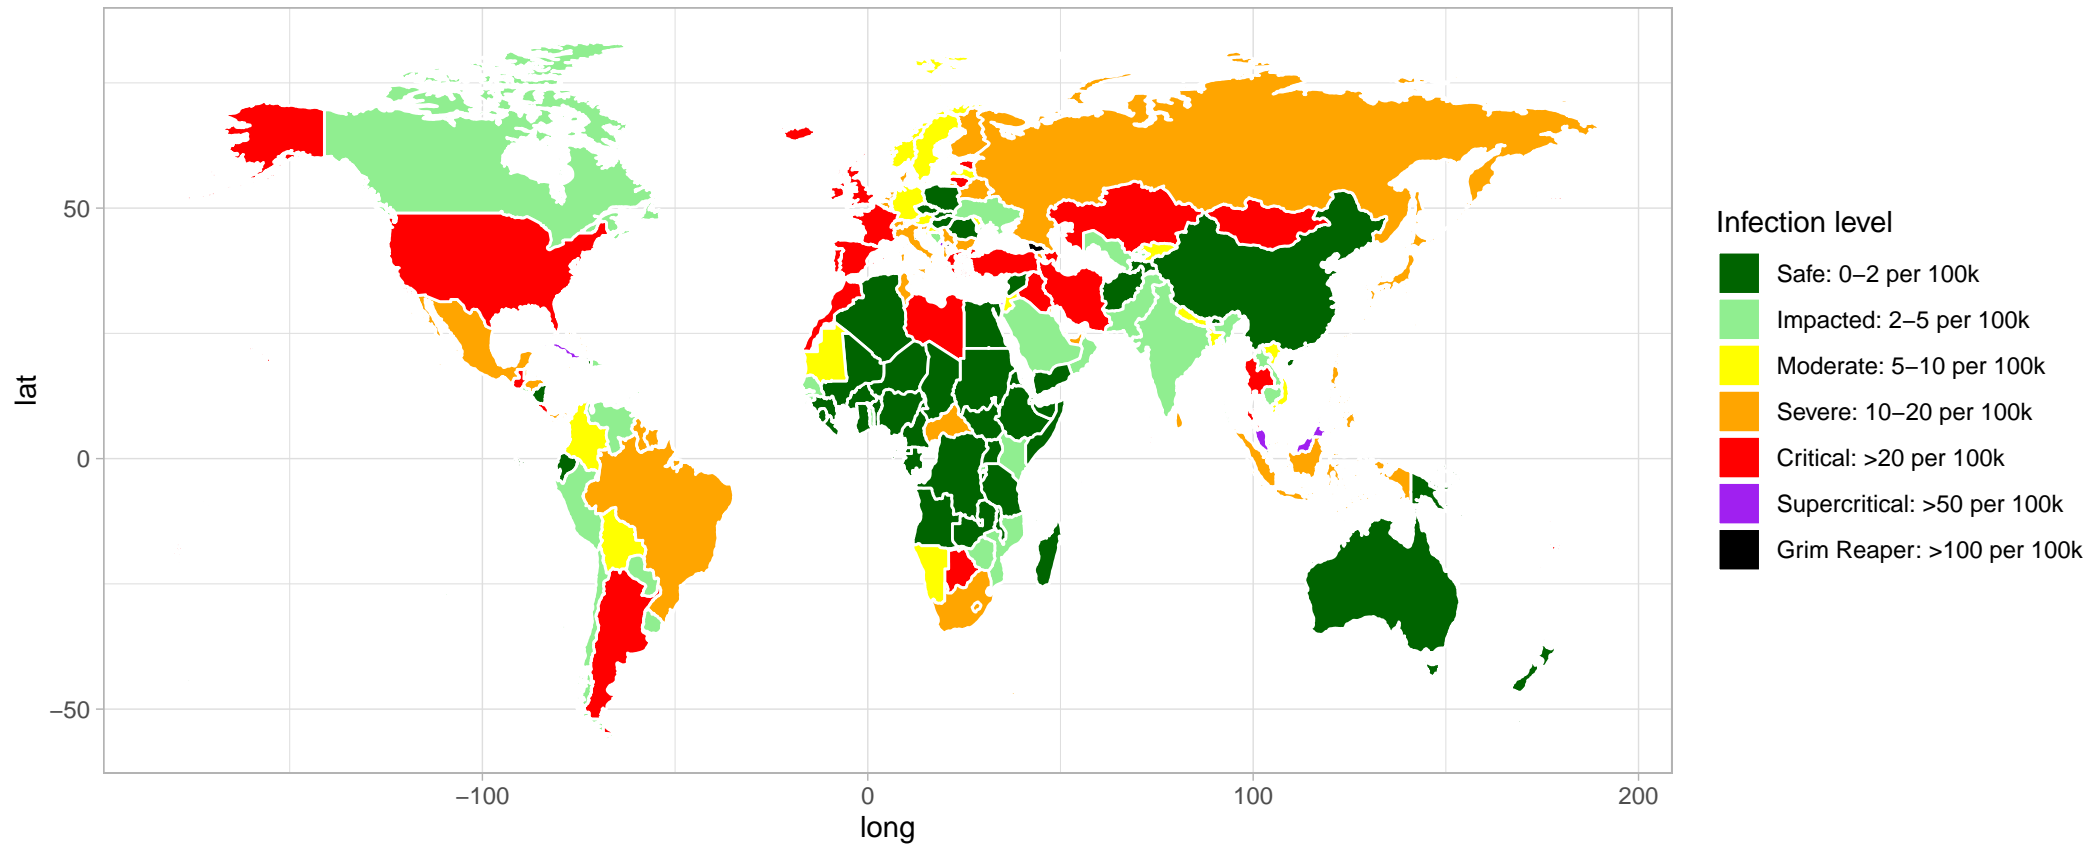 Infection level
Safe: 0–2 per 100k
Impacted: 2–5 per 100k
Moderate: 5–10 per 100k
Severe: 10–20 per 100k
Critical: >20 per 100k
Supercritical: >50 per 100k
Grim Reaper: >100 per 100k
lat
50
0
−50
−100
0
100
200
long